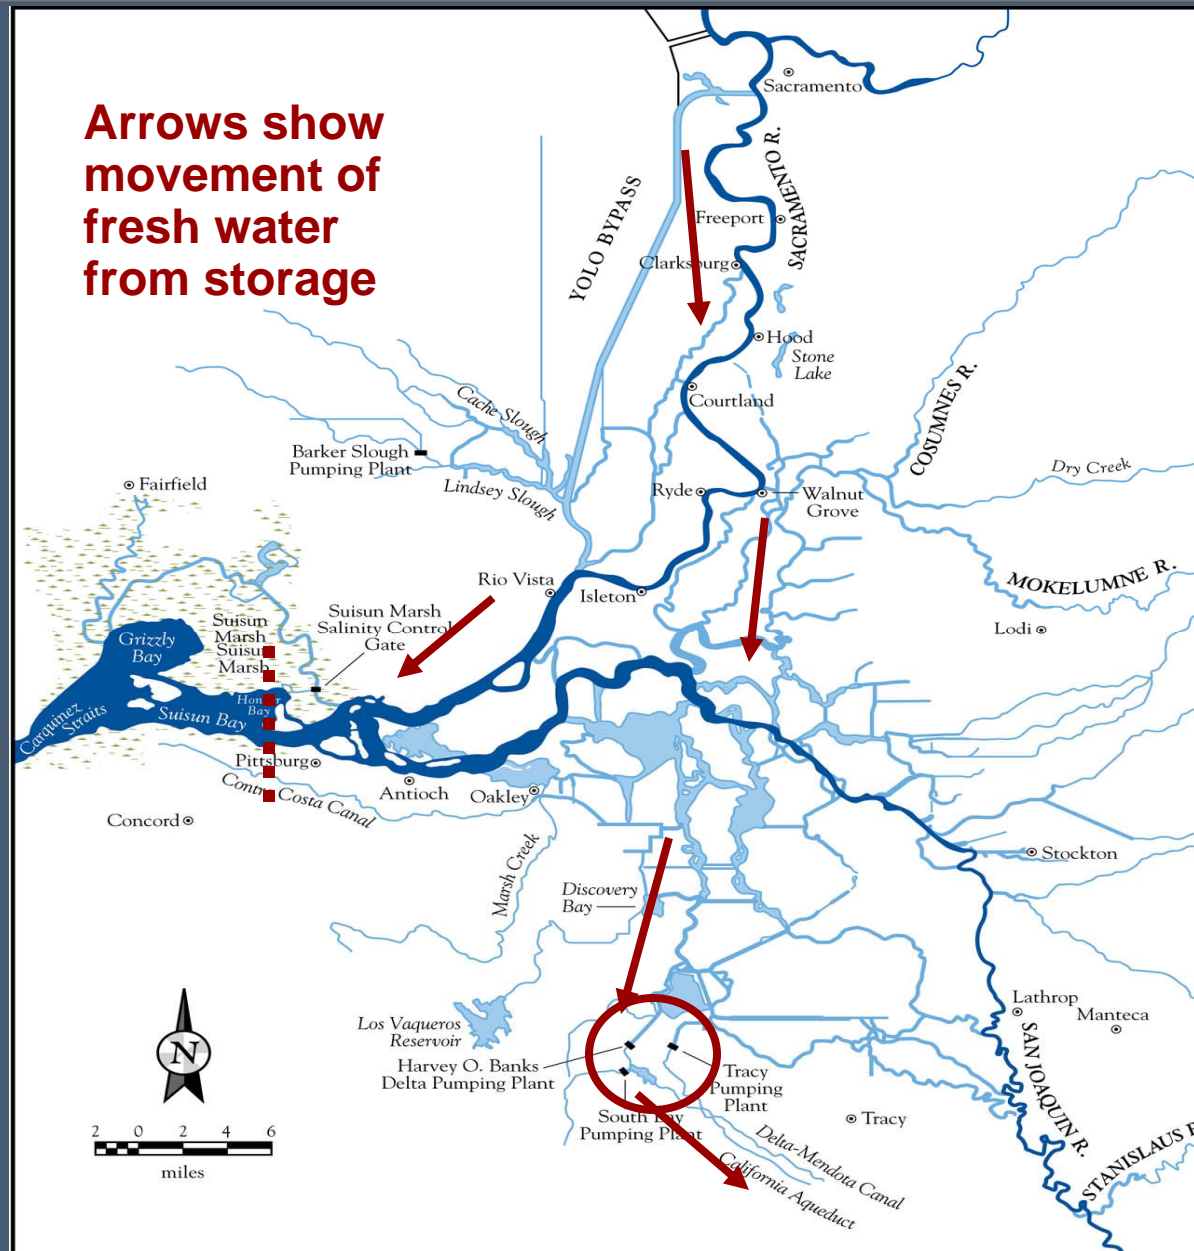 Arrows show
movement of
fresh water
from storage
Sacramento
SACRAMENTO R.
YOLO BYPASS
Freeport
Clarksburg
Hood
Stone
Lake
Courtland
COSUMNES R.
Cache Slough
Barker Slough
Pumping Plant
Lindsey Slough
Dry Creek
Fairfield
Ryde
Walnut
Grove
MOKELUMNE R.
Rio Vista
Isleton
Lodi
Suisun Marsh
Salinity Control
Gate
Suisun
Marsh
Suisun
Marsh
Grizzly
Bay
Honker
Bay
Suisun Bay
Carquinez
Straits
Pittsburg
Contra Costa Canal
Antioch
Oakley
Concord
Stockton
Marsh Creek
Discovery
Bay
Los Vaqueros
Reservoir
Lathrop
Manteca
SAN JOAQUIN R.
Harvey O. Banks
Delta Pumping Plant
Tracy
Pumping
Plant
South Bay
Pumping Plant
Tracy
Delta-Mendota Canal
California Aqueduct
STANISLAUS R
N
2 0 2 4 6
miles